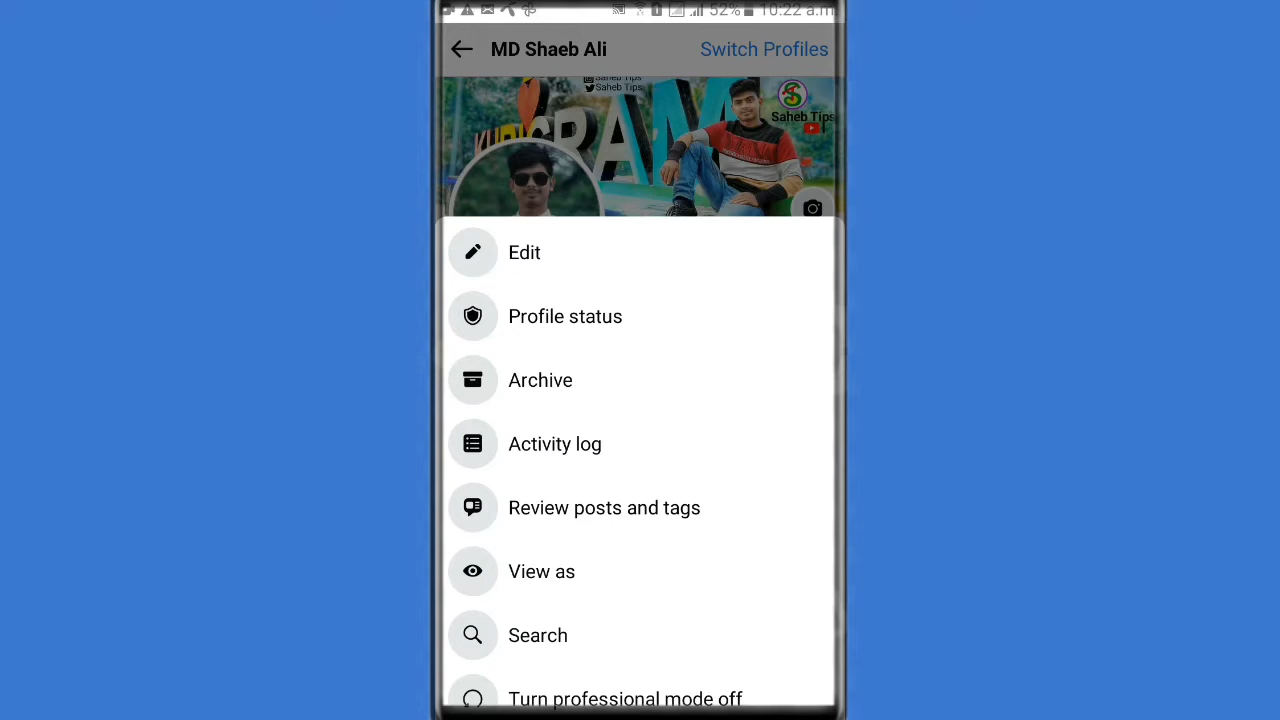 52% 10:22 a.m.
MD Shaeb Ali Switch Profiles
Saheb Tips
Saheb Tips
Saheb Tips
KURIGRAM
Edit
Profile status
Archive
Activity log
Review posts and tags
View as
Search
Turn professional mode off